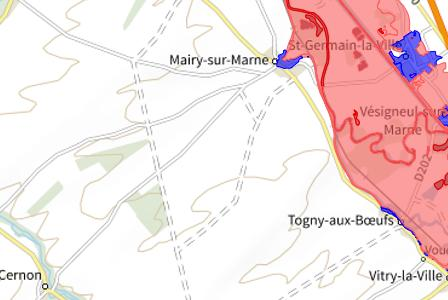 St-Germain-la-Ville
Mairy-sur-Marne
Vésigneul-sur-
Marne
D202
Togny-aux-Bœufs
Cernon
Vitry-la-Ville